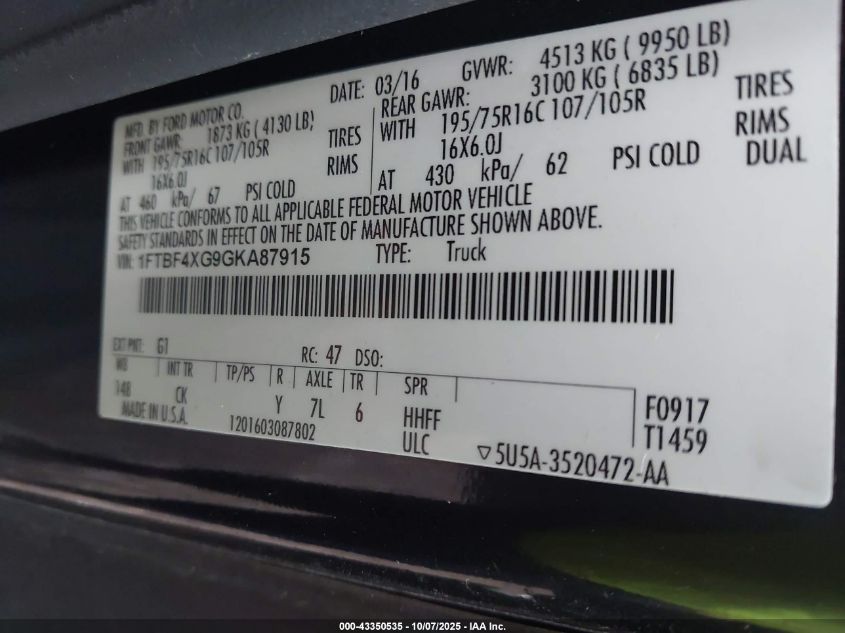 MFD. BY FORD MOTOR CO.
DATE: 03/16 GVWR: 4513 KG ( 9950 LB)
FRONT GAWR: 1873 KG ( 4130 LB)
REAR GAWR: 3100 KG ( 6835 LB)
WITH 195/75R16C 107/105R TIRES
WITH 195/75R16C 107/105R TIRES
16X6.0J RIMS
16X6.0J RIMS
AT 460 kPa/ 67 PSI COLD
AT 430 kPa/ 62 PSI COLD DUAL
THIS VEHICLE CONFORMS TO ALL APPLICABLE FEDERAL MOTOR VEHICLE
SAFETY STANDARDS IN EFFECT ON THE DATE OF MANUFACTURE SHOWN ABOVE.
VIN: 1FTBF4XG9GKA87915 TYPE: Truck
EXT PNT: G1 RC: 47 DSO:
WB INT TR TP/PS R AXLE TR SPR
148 CK Y 7L 6 HHFF F0917
MADE IN U.S.A. 1201603087802 ULC T1459
▽5U5A-3520472-AA
000-43350535 - 10/07/2025 - IAA Inc.